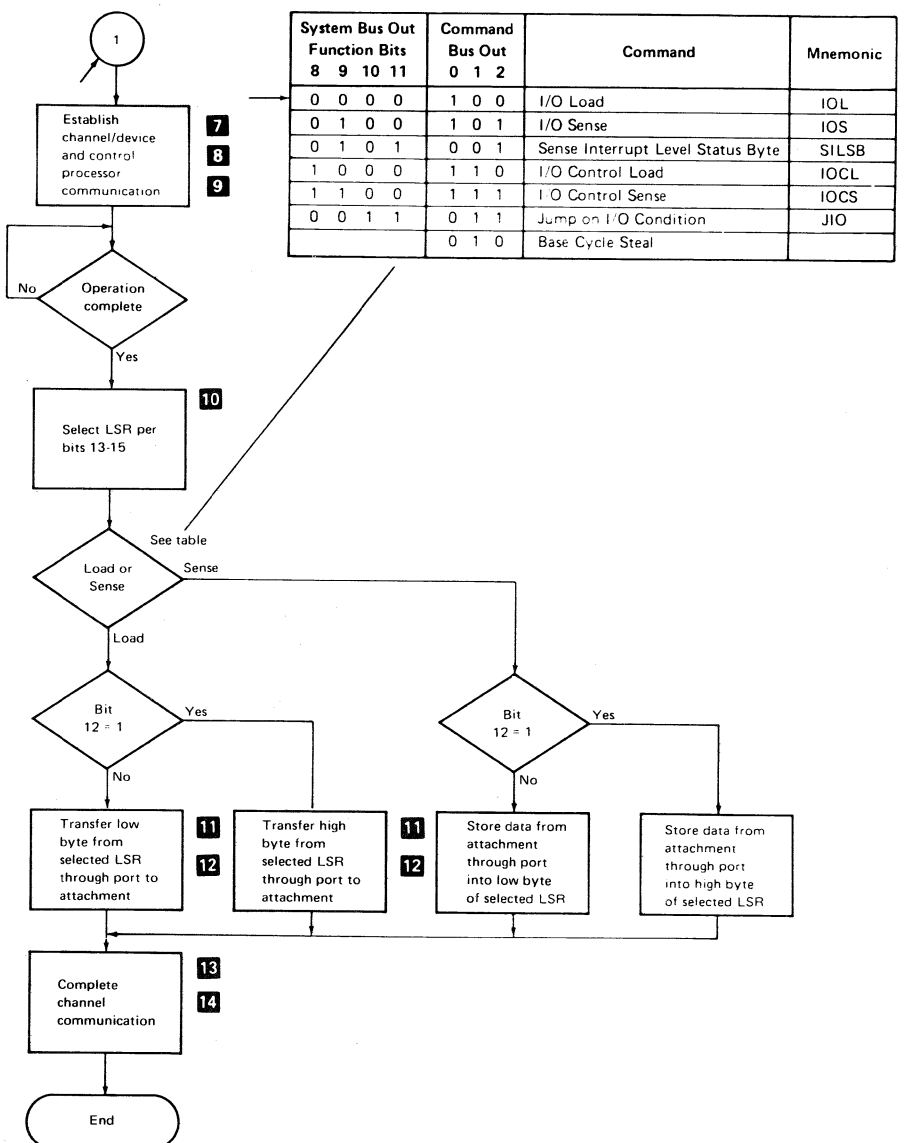 1
System Bus Out Function Bits
8 9 10 11
Command Bus Out
0 1 2
Command
Mnemonic
0 0 0 0 1 0 0 I/O Load IOL
0 1 0 0 1 0 1 I/O Sense IOS
0 1 0 1 0 0 1 Sense Interrupt Level Status Byte SILSB
1 0 0 0 1 1 0 I/O Control Load IOCL
1 1 0 0 1 1 1 I/O Control Sense IOCS
0 0 1 1 0 1 1 Jump on I/O Condition JIO
0 1 0 Base Cycle Steal
Establish
channel/device
and control
processor
communication
7
8
9
No
Operation
complete
Yes
10
Select LSR per
bits 13-15
See table
Load or
Sense
Sense
Load
Bit
12 = 1
Yes
No
Bit
12 = 1
Yes
No
Transfer low
byte from
selected LSR
through port to
attachment
11
12
Transfer high
byte from
selected LSR
through port to
attachment
11
12
Store data from
attachment
through port
into low byte
of selected LSR
Store data from
attachment
through port
into high byte
of selected LSR
Complete
channel
communication
13
14
End